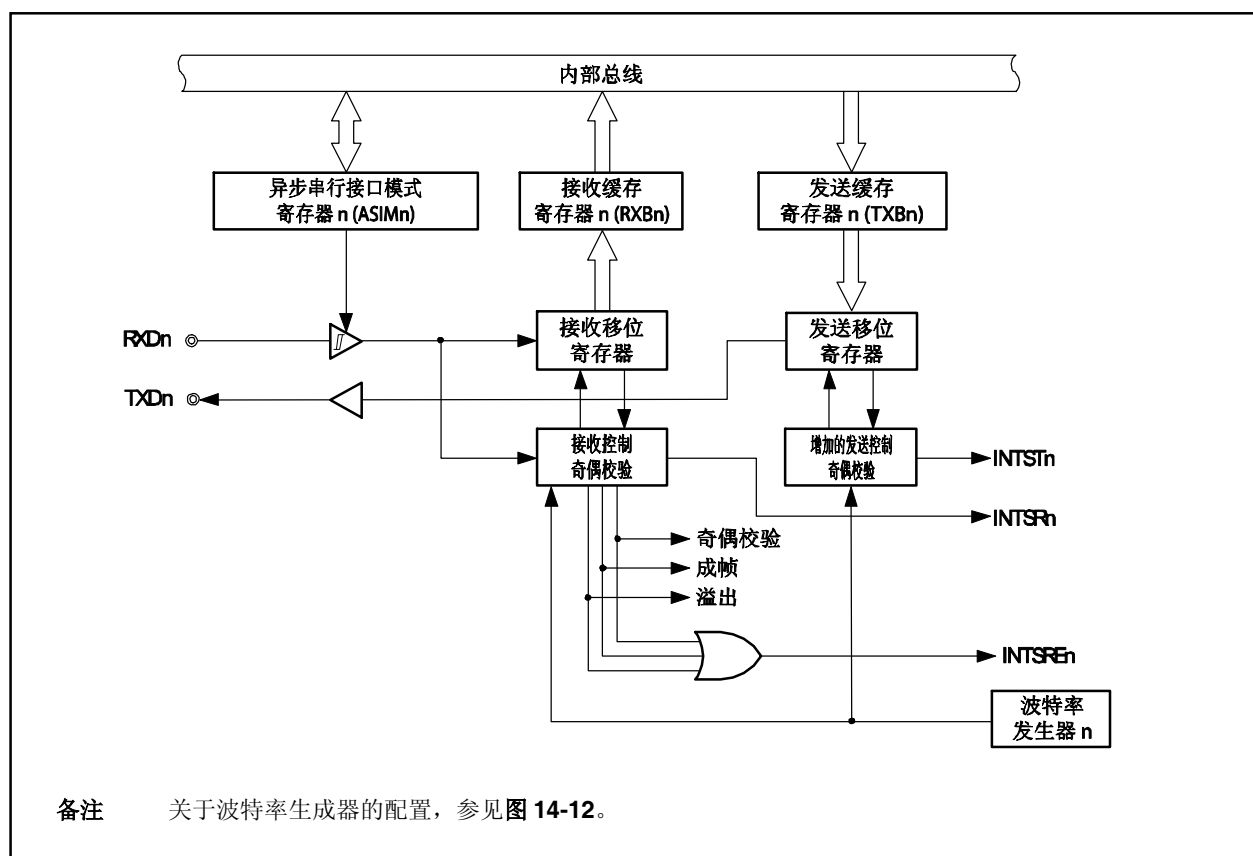 内部总线
异步串行接口模式
寄存器 n (ASIMn)
接收缓存
寄存器 n (RXBn)
发送缓存
寄存器 n (TXBn)
RXDn
接收移位
寄存器
发送移位
寄存器
TXDn
接收控制
奇偶校验
增加的发送控制
奇偶校验
INTSTn
INTSRn
奇偶校验
成帧
溢出
INTSREn
波特率
发生器 n
备注 关于波特率生成器的配置，参见图 14-12。